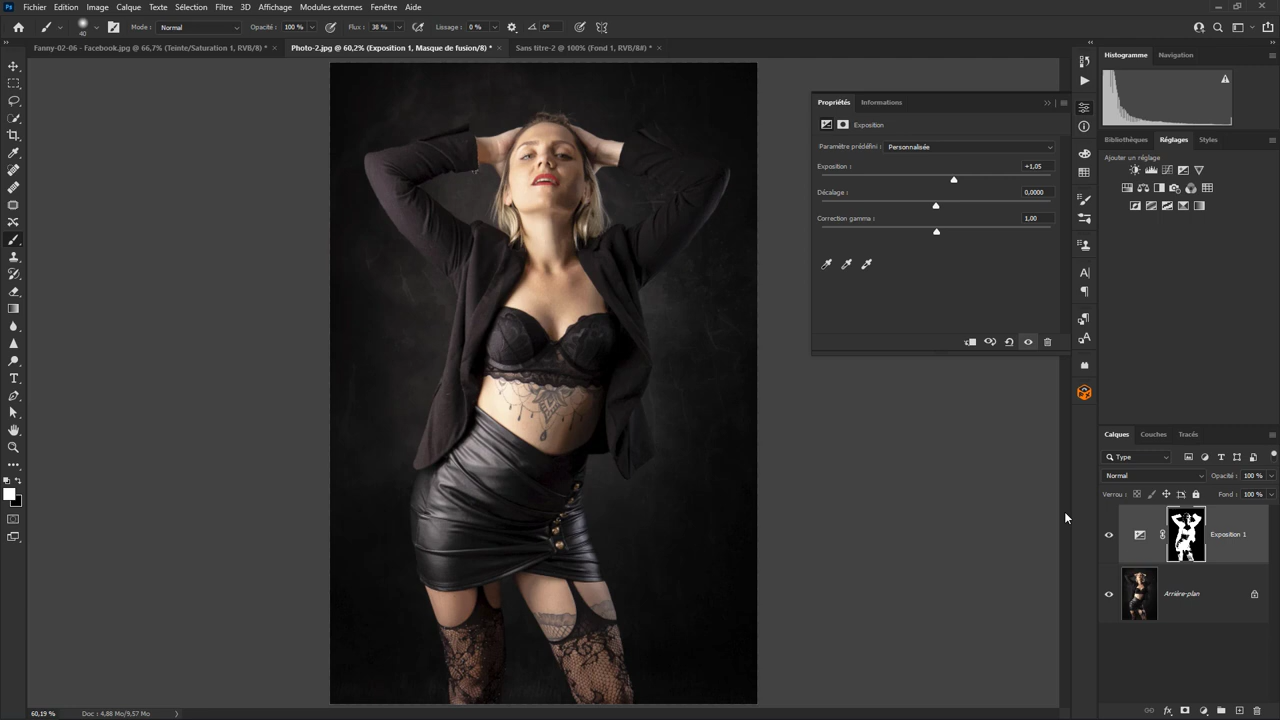 Ps Fichier Edition Image Calque Texte Sélection Filtre 3D Affichage Modules externes Fenêtre Aide
40 Mode : Normal Opacité : 100 % Flux : 38 % Lissage : 0 % 0°
Fanny-02-06 - Facebook.jpg @ 66,7% (Teinte/Saturation 1, RVB/8) * × Photo-2.jpg @ 60,2% (Exposition 1, Masque de fusion/8) * × Sans titre-2 @ 100% (Fond 1, RVB/8#) * ×
Histogramme Navigation
Propriétés Informations
Exposition
Paramètre prédéfini : Personnalisée
Exposition : +1,05
Décalage : 0,0000
Correction gamma : 1,00
Bibliothèques Réglages Styles
Ajouter un réglage
Calques Couches Tracés
Type
Normal Opacité : 100 %
Verrou : Fond : 100 %
Exposition 1
Arrière-plan
60,19 % Doc : 4,88 Mo/9,57 Mo